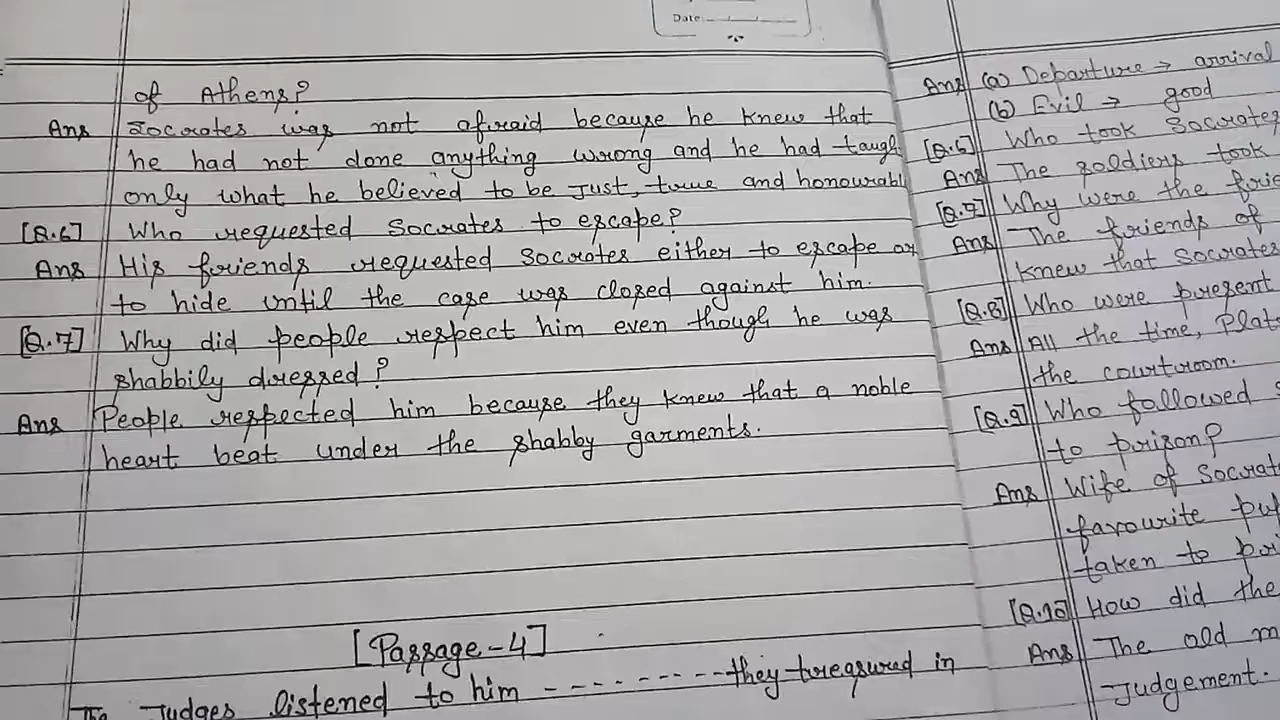 Date
of Athens?
Ans Socrates was not afraid because he knew that
he had not done anything wrong and he had taugh
only what he believed to be just, true and honourabl
[Q.6] Who requested Socrates to escape?
Ans His friends requested Socrates either to escape or
to hide until the case was closed against him.
[Q.7] Why did people respect him even though he was
shabbily dressed?
Ans People respected him because they knew that a noble
heart beat under the shabby garments.
[Passage-4]
The Judges listened to him --------they treasured in
Ans (a) Departure → arrival
(b) Evil → good
[Q.6] Who took Socrates
Ans The soldiers took
Why were the frie
Ans The friends of
knew that Socrates
[Q.8] Who were present
Ans All the time, Plat
the courtroom.
[Q.9] Who followed
to prison?
Ans Wife of Socrat
favourite pup
taken to pri
[Q.10] How did the
Ans The old m
Judgement.